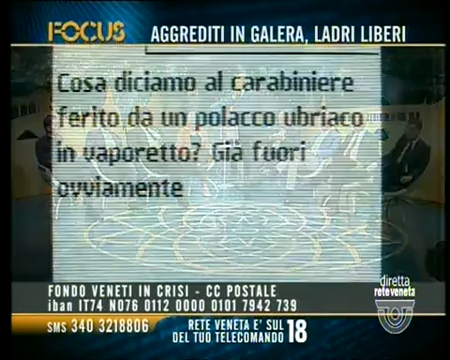 FOCUS
AGGREDITI IN GALERA, LADRI LIBERI
Cosa diciamo al carabiniere
ferito da un polacco ubriaco
in vaporetto? Già fuori
ovviamente
diretta
reteveneta
FONDO VENETI IN CRISI - CC POSTALE
iban IT74 N076 0112 0000 0101 7942 739
SMS 340 3218806
RETE VENETA E' SUL
DEL TUO TELECOMANDO 18